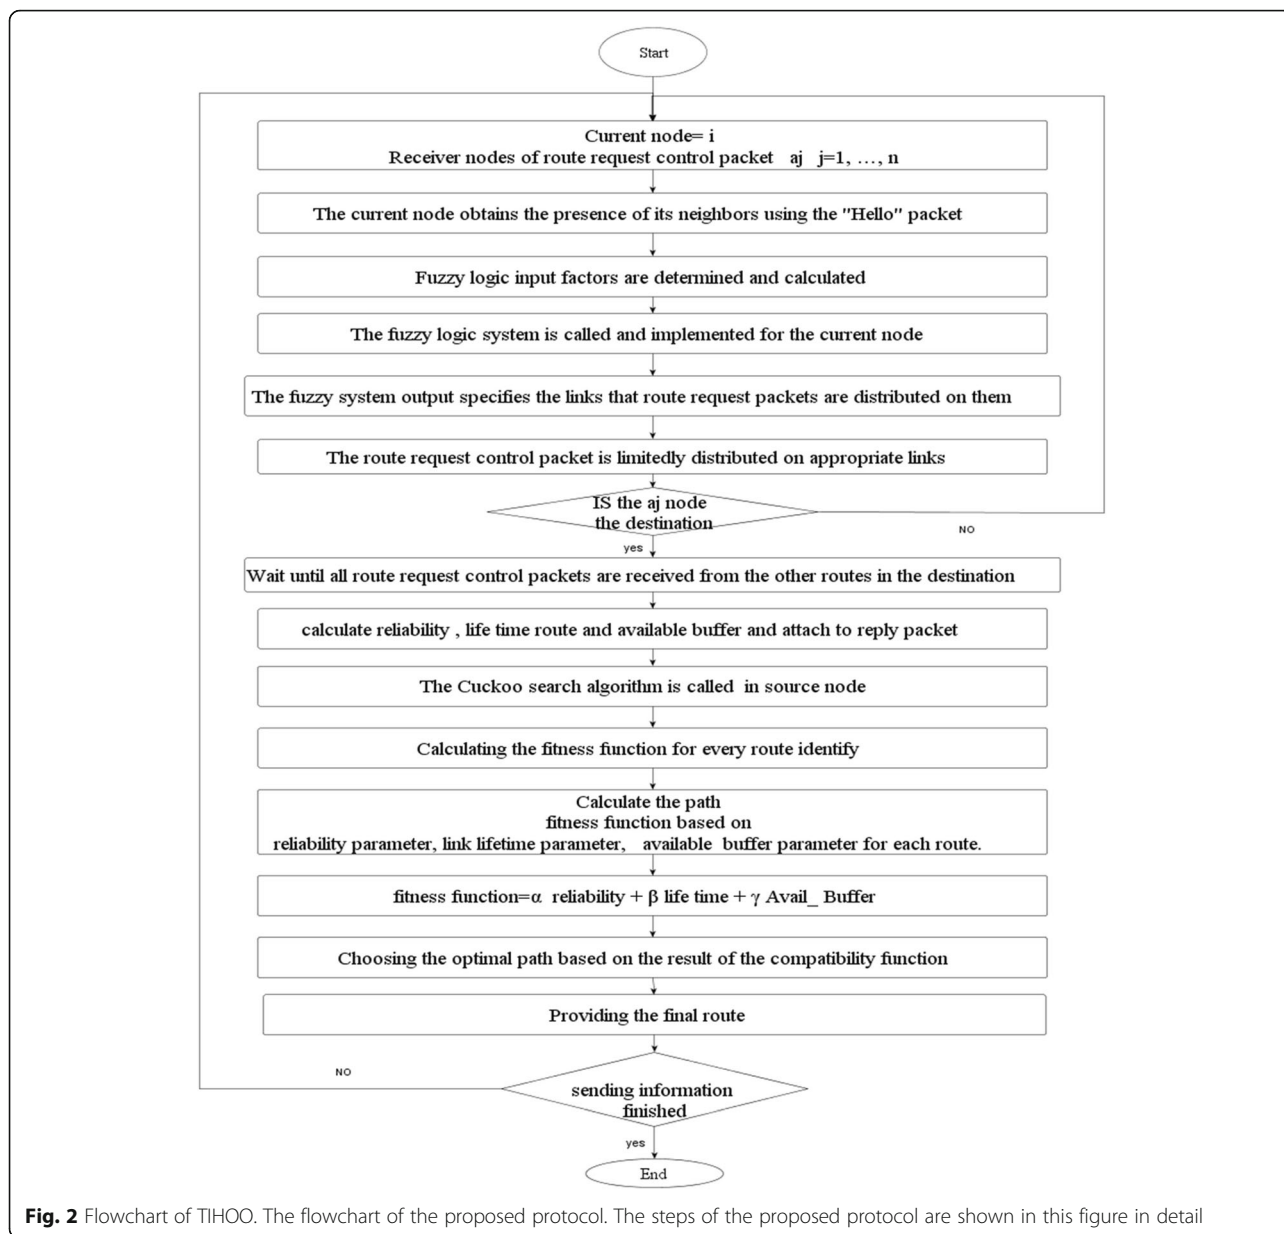 Start
Current node= i
Receiver nodes of route request control packet aj j=1, …, n
The current node obtains the presence of its neighbors using the "Hello" packet
Fuzzy logic input factors are determined and calculated
The fuzzy logic system is called and implemented for the current node
The fuzzy system output specifies the links that route request packets are distributed on them
The route request control packet is limitedly distributed on appropriate links
IS the aj node
the destination
NO
yes
Wait until all route request control packets are received from the other routes in the destination
calculate reliability , life time route and available buffer and attach to reply packet
The Cuckoo search algorithm is called in source node
Calculating the fitness function for every route identify
Calculate the path
fitness function based on
reliability parameter, link lifetime parameter, available buffer parameter for each route.
fitness function=α reliability + β life time + γ Avail_ Buffer
Choosing the optimal path based on the result of the compatibility function
Providing the final route
NO
sending information
finished
yes
End
Fig. 2 Flowchart of TIHOO. The flowchart of the proposed protocol. The steps of the proposed protocol are shown in this figure in detail